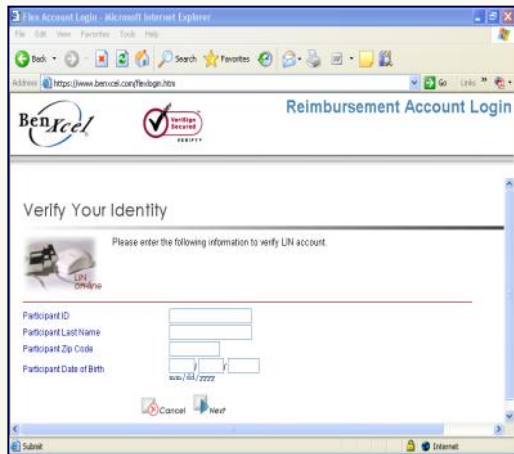 Flex Account Login - Microsoft Internet Explorer
File Edit View Favorites Tools Help
Back Search Favorites
Address https://www.benxcel.com/flexlogin.htm Go Links »
BenXcel VeriSign Secured VERIFY Reimbursement Account Login
Verify Your Identity
Please enter the following information to verify LIN account.
LIN
on-line
Participant ID
Participant Last Name
Participant Zip Code
Participant Date of Birth / /
mm/dd/yyyy
Cancel Next
Submit Internet